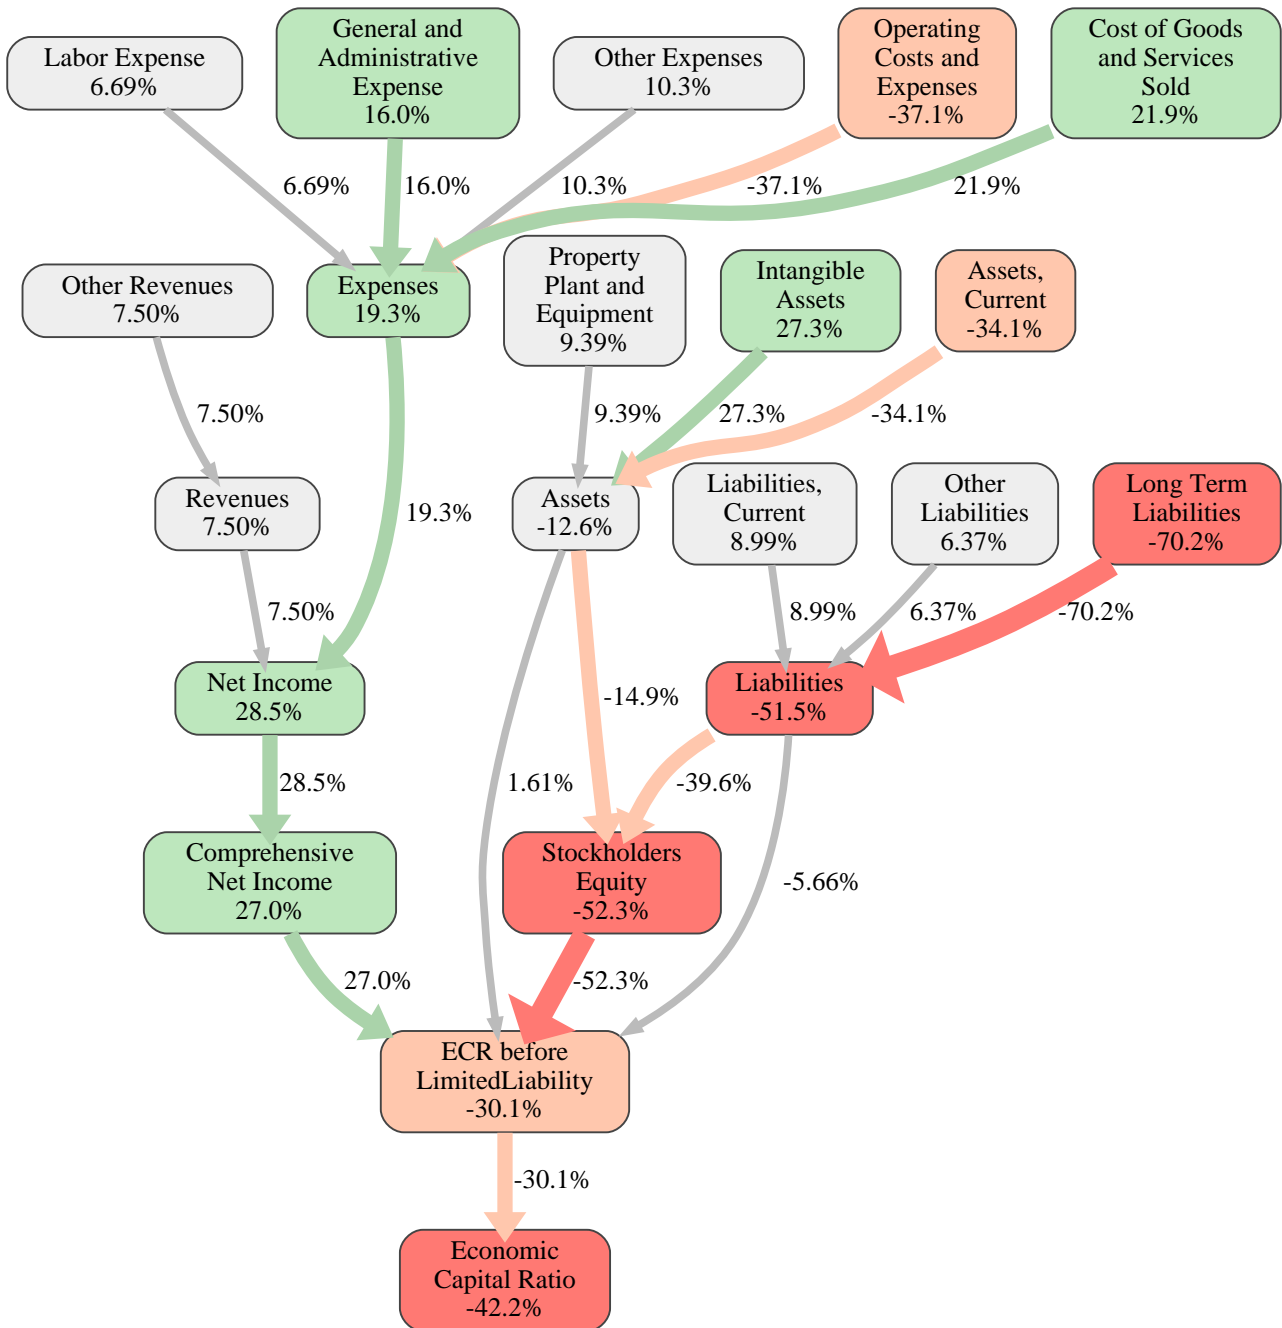 Labor Expense
6.69%
General and
Administrative
Expense
16.0%
Other Expenses
10.3%
Operating
Costs and
Expenses
-37.1%
Cost of Goods
and Services
Sold
21.9%
6.69%
16.0%
10.3%
-37.1%
21.9%
Other Revenues
7.50%
Expenses
19.3%
Property
Plant and
Equipment
9.39%
Intangible
Assets
27.3%
Assets,
Current
-34.1%
7.50%
9.39%
27.3%
-34.1%
Revenues
7.50%
19.3%
Assets
-12.6%
Liabilities,
Current
8.99%
Other
Liabilities
6.37%
Long Term
Liabilities
-70.2%
7.50%
8.99%
6.37%
-70.2%
Net Income
28.5%
-14.9%
Liabilities
-51.5%
28.5%
1.61%
-39.6%
Comprehensive
Net Income
27.0%
Stockholders
Equity
-52.3%
-5.66%
27.0%
-52.3%
ECR before
LimitedLiability
-30.1%
-30.1%
Economic
Capital Ratio
-42.2%